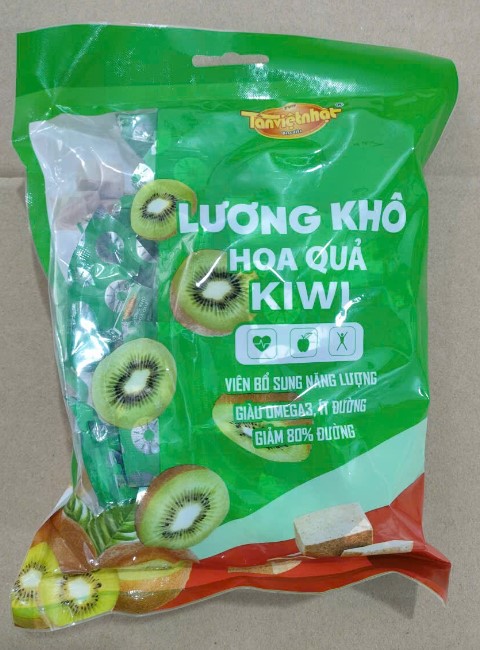 Tânviệtnhật
LƯƠNG KHÔ
HOA QUẢ
KIWI
VIÊN BỔ SUNG NĂNG LƯỢNG
GIÀU OMEGA3, ÍT ĐƯỜNG
GIẢM 80% ĐƯỜNG